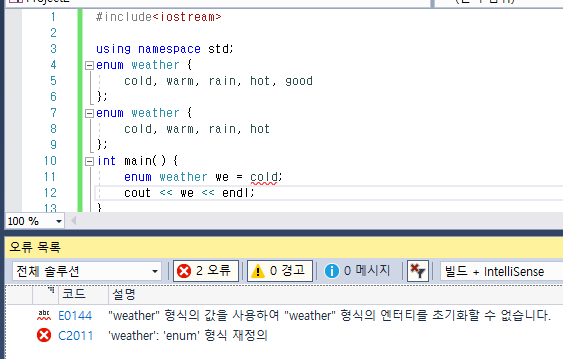 1 #include<iostream>
2
3 using namespace std;
4 enum weather {
5 cold, warm, rain, hot, good
6 };
7 enum weather {
8 cold, warm, rain, hot
9 };
10 int main() {
11 enum weather we = cold;
12 cout << we << endl;
13 }
100 %
오류 목록
전체 솔루션 2 오류 0 경고 0 메시지 빌드 + IntelliSense
코드 설명
abc E0144 "weather" 형식의 값을 사용하여 "weather" 형식의 엔터티를 초기화할 수 없습니다.
C2011 'weather': 'enum' 형식 재정의